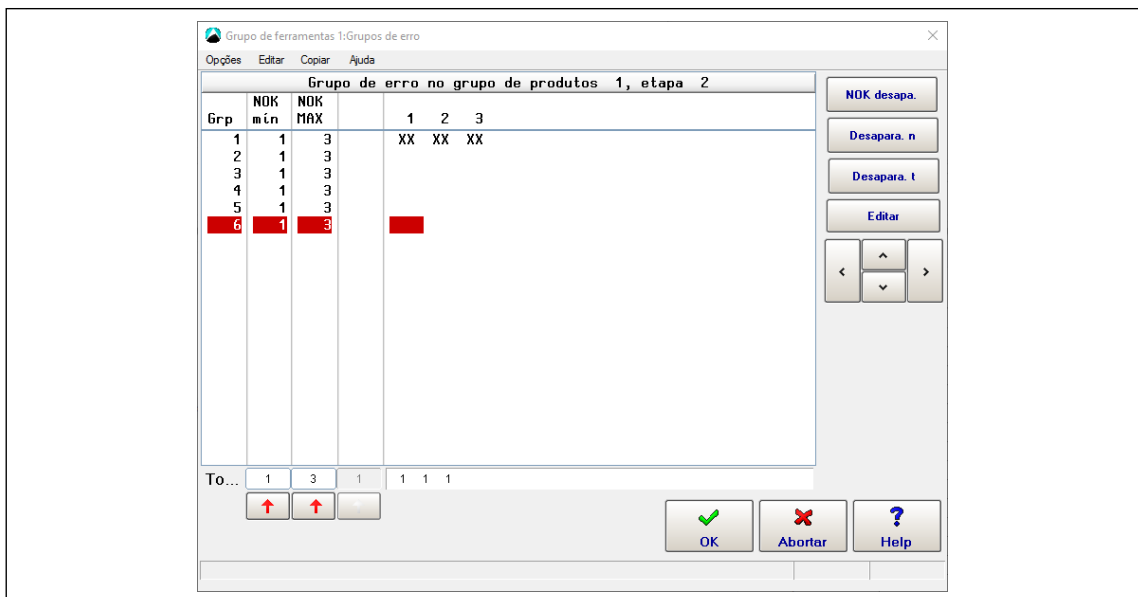 Grupo de ferramentas 1:Grupos de erro
Opções Editar Copiar Ajuda
Grupo de erro no grupo de produtos 1, etapa 2
NOK NOK
Grp mín MAX 1 2 3
1 1 3 XX XX XX
2 1 3
3 1 3
4 1 3
5 1 3
6 1 3
To... 1 3 1 1 1 1
NOK desapa.
Desapara. n
Desapara. t
Editar
OK Abortar Help